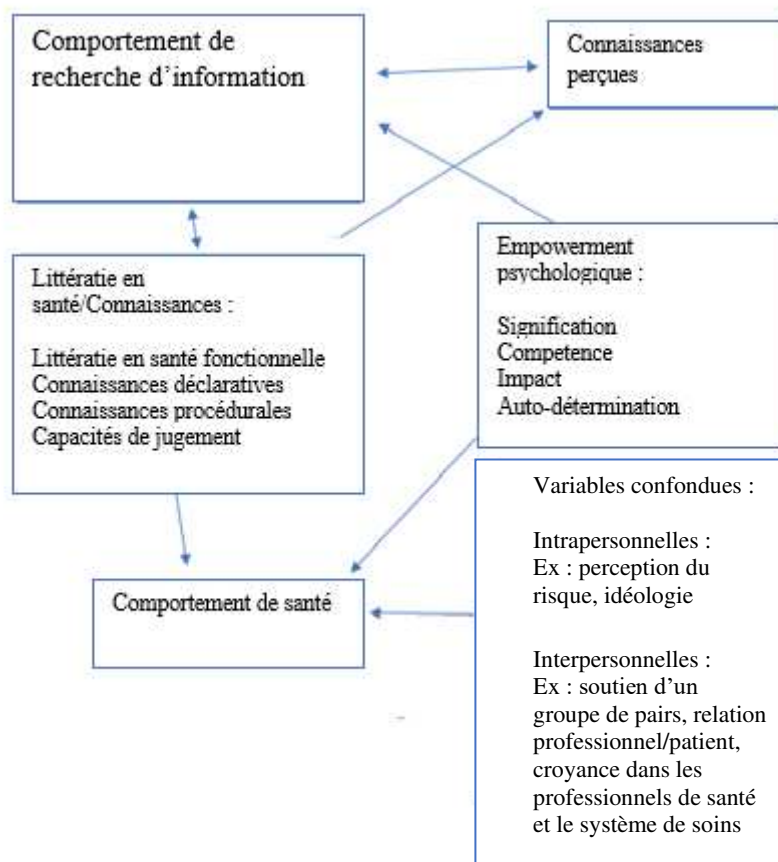 Comportement de
recherche d’information
Connaissances
perçues
Littératie en
santé/Connaissances :
Littératie en santé fonctionnelle
Connaissances déclaratives
Connaissances procédurales
Capacités de jugement
Empowerment
psychologique :
Signification
Competence
Impact
Auto-détermination
Comportement de santé
Variables confondues :
Intrapersonnelles :
Ex : perception du
risque, idéologie
Interpersonnelles :
Ex : soutien d’un
groupe de pairs, relation
professionnel/patient,
croyance dans les
professionnels de santé
et le système de soins